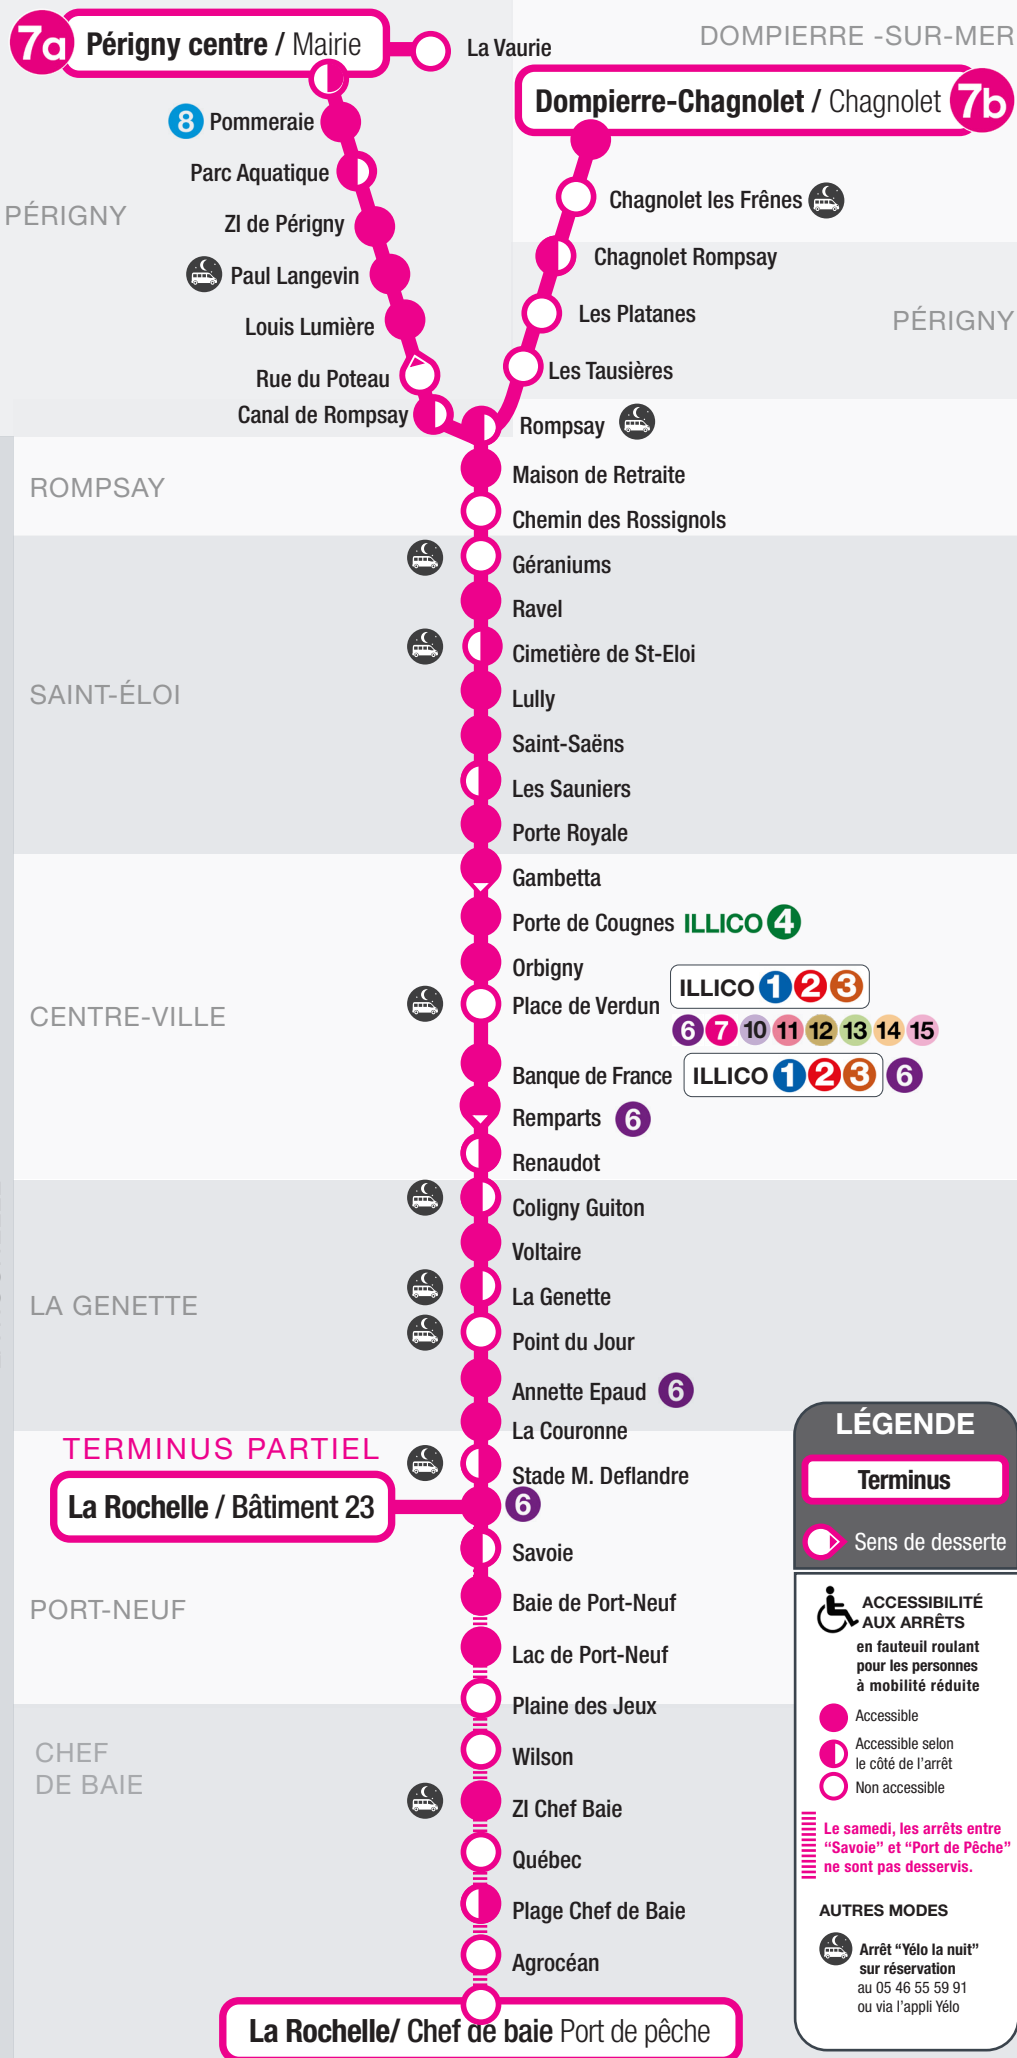 7a Périgny centre / Mairie
La Vaurie
DOMPIERRE -SUR-MER
Dompierre-Chagnolet / Chagnolet 7b
8 Pommeraie
Parc Aquatique
PÉRIGNY
ZI de Périgny
Paul Langevin
Louis Lumière
Rue du Poteau
Canal de Rompsay
Chagnolet les Frênes
Chagnolet Rompsay
Les Platanes
PÉRIGNY
Les Tausières
Rompsay
ROMPSAY
Maison de Retraite
Chemin des Rossignols
SAINT-ÉLOI
Géraniums
Ravel
Cimetière de St-Eloi
Lully
Saint-Saëns
Les Sauniers
Porte Royale
CENTRE-VILLE
Gambetta
Porte de Cougnes ILLICO 4
Orbigny
Place de Verdun ILLICO 1 2 3
6 7 10 11 12 13 14 15
Banque de France ILLICO 1 2 3 6
Remparts 6
Renaudot
LA GENETTE
Coligny Guiton
Voltaire
La Genette
Point du Jour
Annette Epaud 6
La Couronne
TERMINUS PARTIEL
Stade M. Deflandre
La Rochelle / Bâtiment 23
6
PORT-NEUF
Savoie
Baie de Port-Neuf
Lac de Port-Neuf
CHEF
DE BAIE
Plaine des Jeux
Wilson
ZI Chef Baie
Québec
Plage Chef de Baie
Agrocéan
La Rochelle/ Chef de baie Port de pêche
LÉGENDE
Terminus
Sens de desserte
ACCESSIBILITÉ
AUX ARRÊTS
en fauteuil roulant
pour les personnes
à mobilité réduite
Accessible
Accessible selon
le côté de l'arrêt
Non accessible
Le samedi, les arrêts entre
“Savoie” et “Port de Pêche”
ne sont pas desservis.
AUTRES MODES
Arrêt “Yélo la nuit”
sur réservation
au 05 46 55 59 91
ou via l'appli Yélo